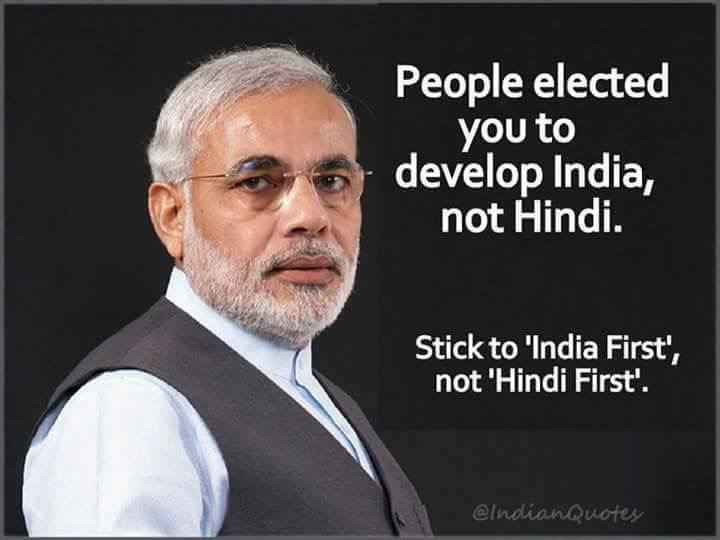 People elected
you to
develop India,
not Hindi.
Stick to 'India First',
not 'Hindi First'.
@IndianQuotes